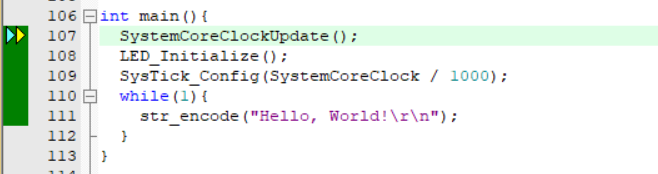 106 int main(){
107 SystemCoreClockUpdate();
108 LED_Initialize();
109 SysTick_Config(SystemCoreClock / 1000);
110 while(1){
111 str_encode("Hello, World!\r\n");
112 }
113 }